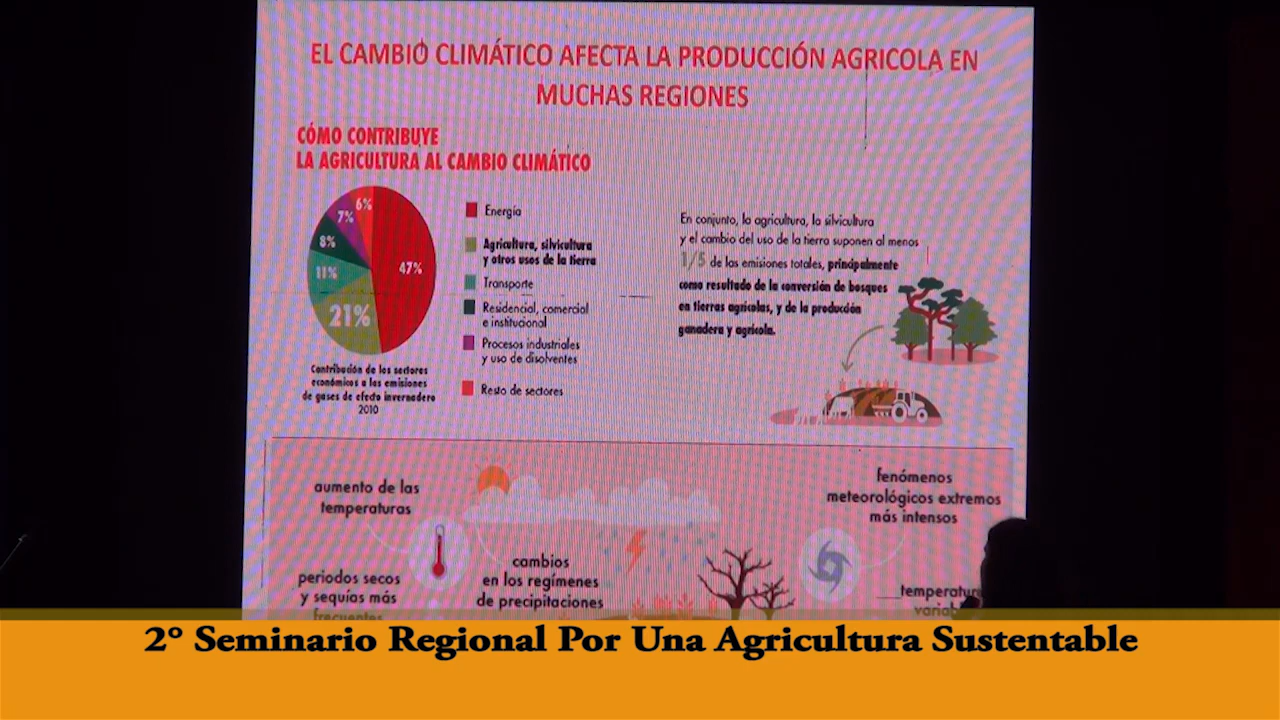 EL CAMBIO CLIMÁTICO AFECTA LA PRODUCCIÓN AGRICOLA EN
MUCHAS REGIONES
CÓMO CONTRIBUYE
LA AGRICULTURA AL CAMBIO CLIMÁTICO
6%
7%
8%
47%
11%
21%
Contribución de los sectores
económicos a las emisiones
de gases de efecto invernadero
2010
Energía
Agricultura, silvicultura
y otros usos de la tierra
Transporte
Residencial, comercial
e institucional
Procesos industriales
y uso de disolventes
Resto de sectores
En conjunto, la agricultura, la silvicultura
y el cambio del uso de la tierra suponen al menos
1/5 de las emisiones totales, principalmente
como resultado de la conversión de bosques
en tierras agrícolas, y de la producción
ganadera y agrícola.
aumento de las
temperaturas
periodos secos
y sequías más
frecuentes
cambios
en los regímenes
de precipitaciones
fenómenos
meteorológicos extremos
más intensos
2º Seminario Regional Por Una Agricultura Sustentable